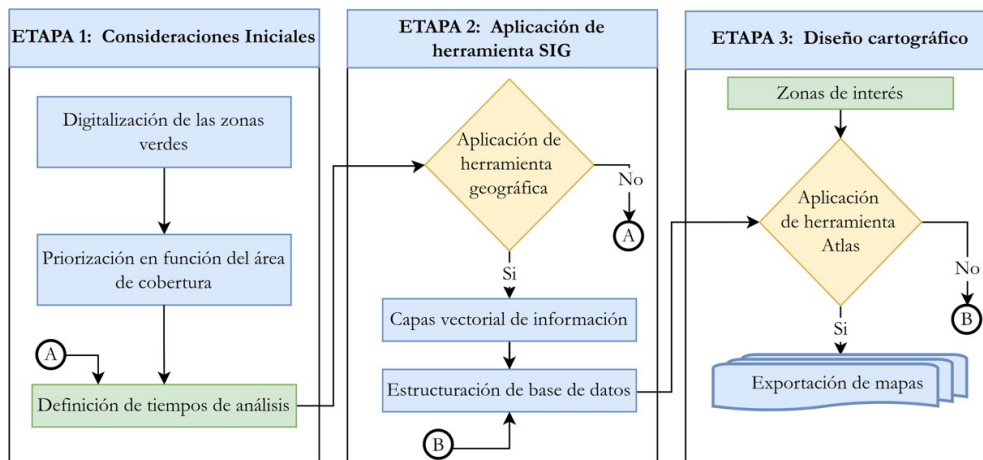 ETAPA 1: Consideraciones Iniciales
Digitalización de las zonas
verdes
Priorización en función del área
de cobertura
A
Definición de tiempos de análisis
ETAPA 2: Aplicación de
herramienta SIG
Aplicación de
herramienta
geográfica
No
A
Si
Capas vectorial de información
Estructuración de base de datos
B
ETAPA 3: Diseño cartográfico
Zonas de interés
Aplicación
de herramienta
Atlas
No
B
Si
Exportación de mapas